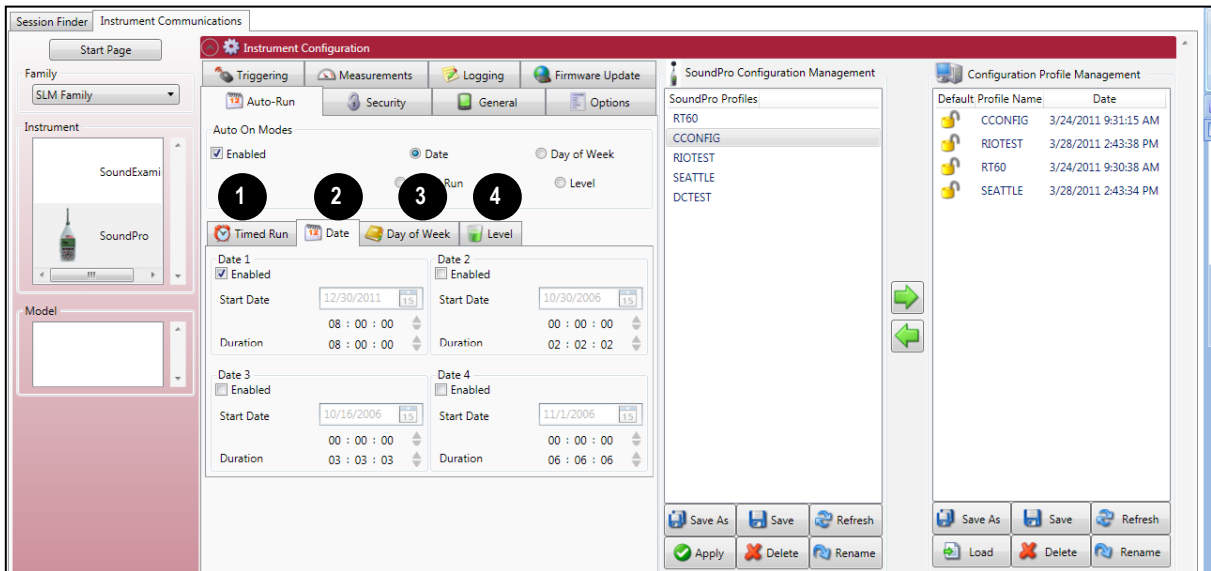 Session Finder Instrument Communications
Start Page
Family
SLM Family
Instrument
SoundExami
SoundPro
Model
Instrument Configuration
Triggering Measurements Logging Firmware Update
Auto-Run Security General Options
Auto On Modes
Enabled Date Day of Week
Run Level
1 2 3 4
Timed Run Date Day of Week Level
Date 1
Enabled
Start Date 12/30/2011 15
08 : 00 : 00
Duration 08 : 00 : 00
Date 2
Enabled
Start Date 10/30/2006 15
00 : 00 : 00
Duration 02 : 02 : 02
Date 3
Enabled
Start Date 10/16/2006 15
00 : 00 : 00
Duration 03 : 03 : 03
Date 4
Enabled
Start Date 11/1/2006 15
00 : 00 : 00
Duration 06 : 06 : 06
SoundPro Configuration Management
SoundPro Profiles
RT60
CCONFIG
RIOTEST
SEATTLE
DCTEST
Save As Save Refresh
Apply Delete Rename
Configuration Profile Management
Default Profile Name Date
CCONFIG 3/24/2011 9:31:15 AM
RIOTEST 3/28/2011 2:43:38 PM
RT60 3/24/2011 9:30:38 AM
SEATTLE 3/28/2011 2:43:34 PM
Save As Save Refresh
Load Delete Rename